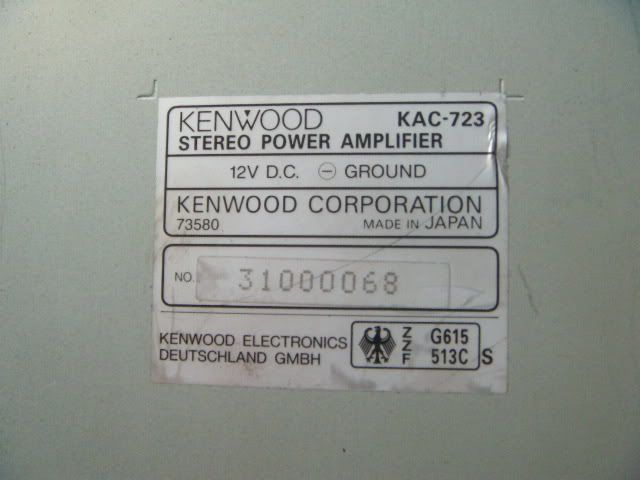 KENWOOD KAC-723
STEREO POWER AMPLIFIER
12V D.C. ⊖ GROUND
KENWOOD CORPORATION
73580 MADE IN JAPAN
NO. 31000068
KENWOOD ELECTRONICS
DEUTSCHLAND GMBH
Z Z F G615
513C S